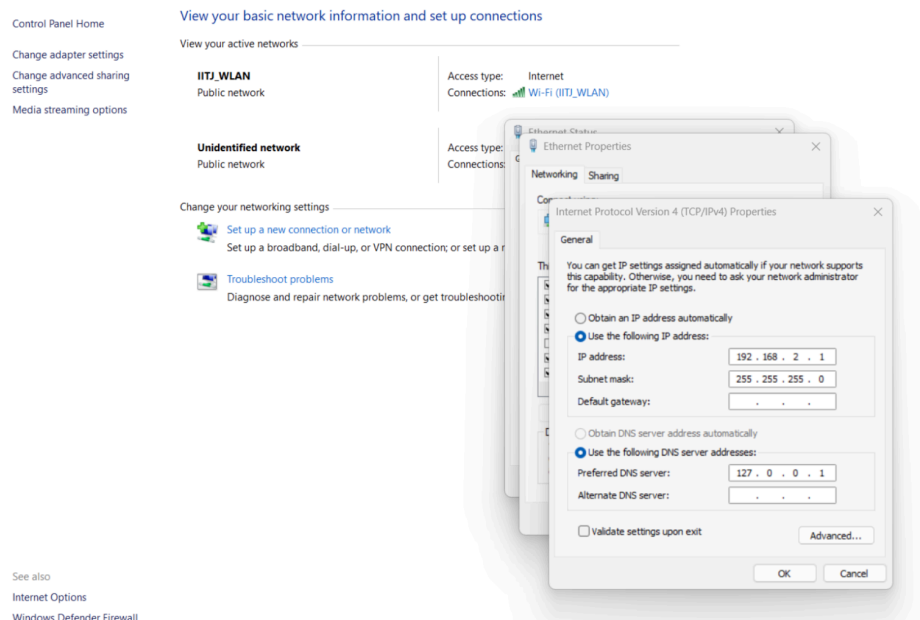 Control Panel Home
Change adapter settings
Change advanced sharing
settings
Media streaming options
View your basic network information and set up connections
View your active networks
IITJ_WLAN
Public network
Access type: Internet
Connections: Wi-Fi (IITJ_WLAN)
Unidentified network
Public network
Access type:
Connections:
Change your networking settings
Set up a new connection or network
Set up a broadband, dial-up, or VPN connection; or set up a r
Troubleshoot problems
Diagnose and repair network problems, or get troubleshootin
Ethernet Status
Ethernet Properties
Networking Sharing
Internet Protocol Version 4 (TCP/IPv4) Properties
General
You can get IP settings assigned automatically if your network supports
this capability. Otherwise, you need to ask your network administrator
for the appropriate IP settings.
Obtain an IP address automatically
Use the following IP address:
IP address: 192 . 168 . 2 . 1
Subnet mask: 255 . 255 . 255 . 0
Default gateway: . . .
Obtain DNS server address automatically
Use the following DNS server addresses:
Preferred DNS server: 127 . 0 . 0 . 1
Alternate DNS server: . . .
Validate settings upon exit
Advanced...
OK Cancel
See also
Internet Options
Windows Defender Firewall